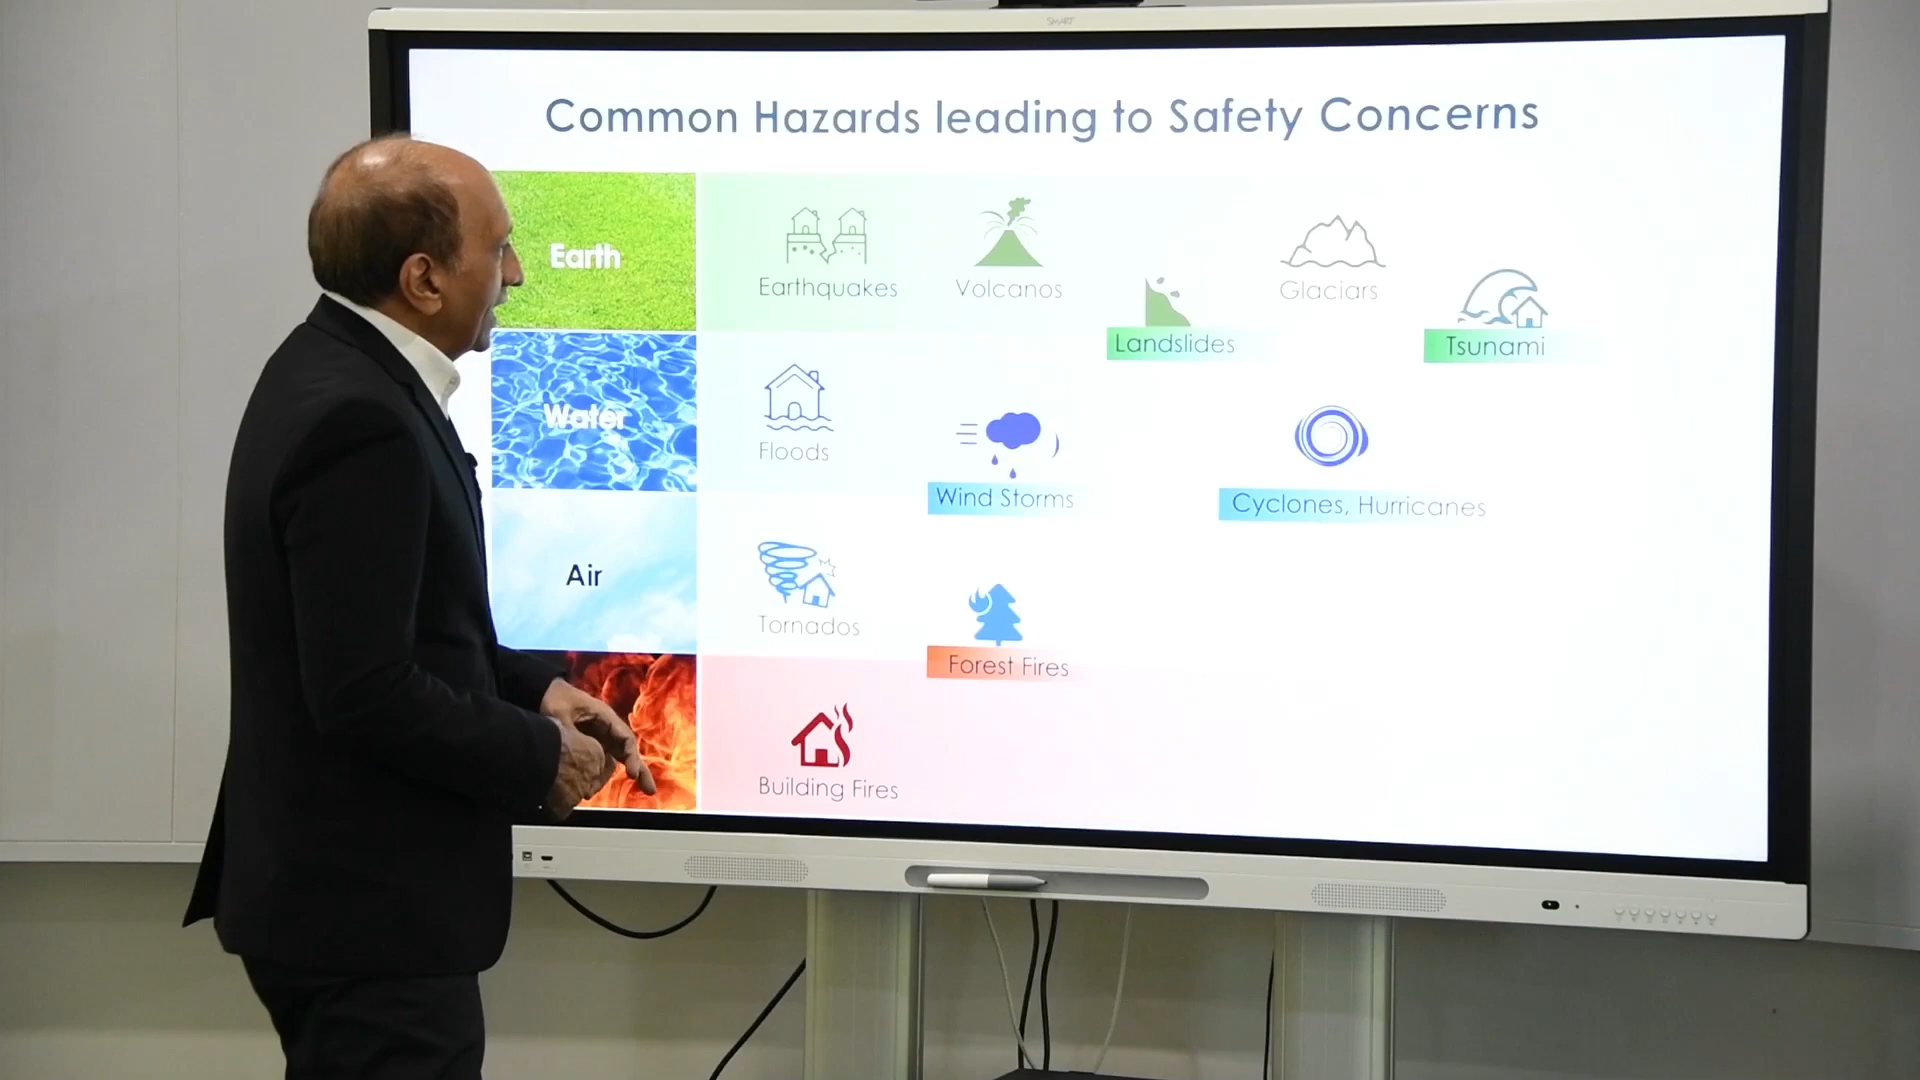 SMART
Common Hazards leading to Safety Concerns
Earth
Earthquakes
Volcanos
Landslides
Glaciars
Tsunami
Water
Floods
Wind Storms
Cyclones, Hurricanes
Air
Tornados
Forest Fires
Building Fires